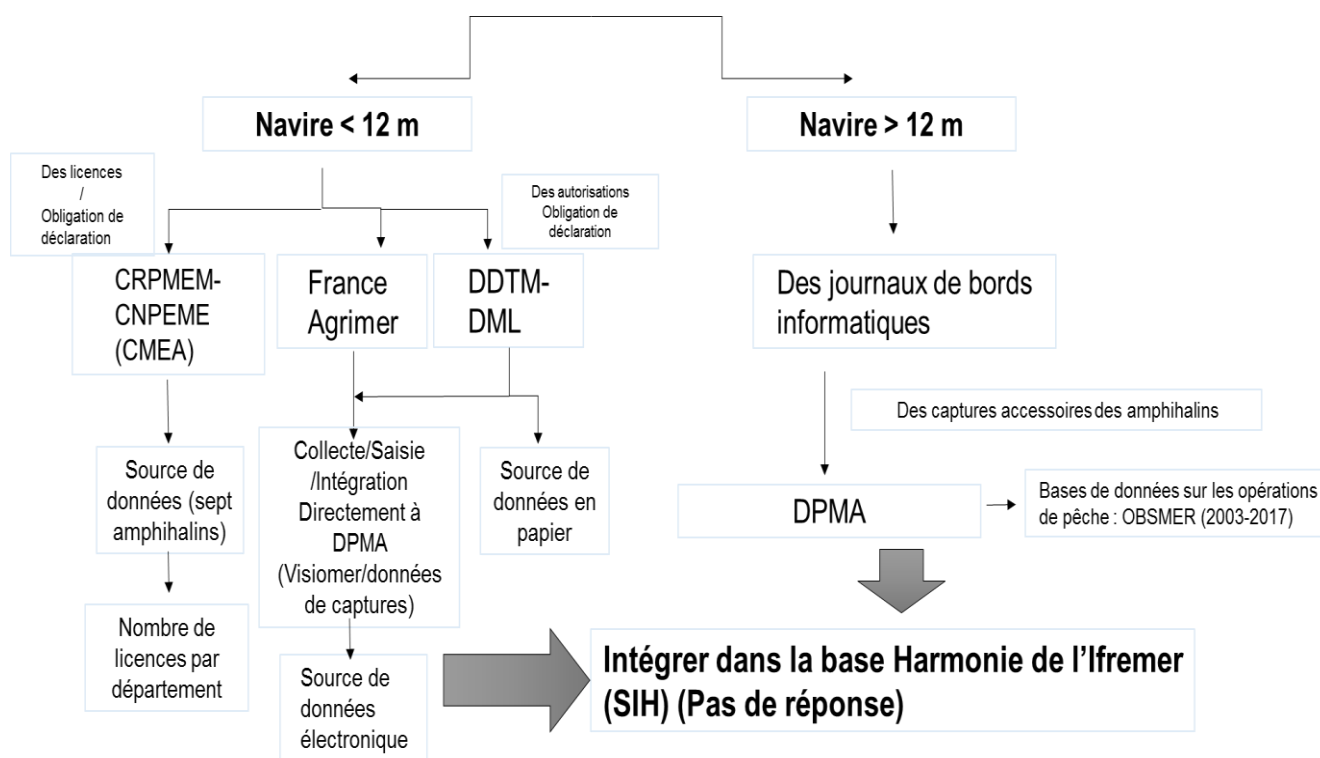 Navire < 12 m
Navire > 12 m
Des licences
/
Obligation de
déclaration
Des autorisations
Obligation de
déclaration
CRPMEM-
CNPEME
(CMEA)
France
Agrimer
DDTM-
DML
Des journaux de bords
informatiques
Des captures accessoires des amphihalins
Source de
données (sept
amphihalins)
Collecte/Saisie
/Intégration
Directement à
DPMA
(Visiomer/données
de captures)
Source de
données en
papier
DPMA
Bases de données sur les opérations
de pêche : OBSMER (2003-2017)
Nombre de
licences par
département
Source de
données
électronique
Intégrer dans la base Harmonie de l’Ifremer
(SIH) (Pas de réponse)